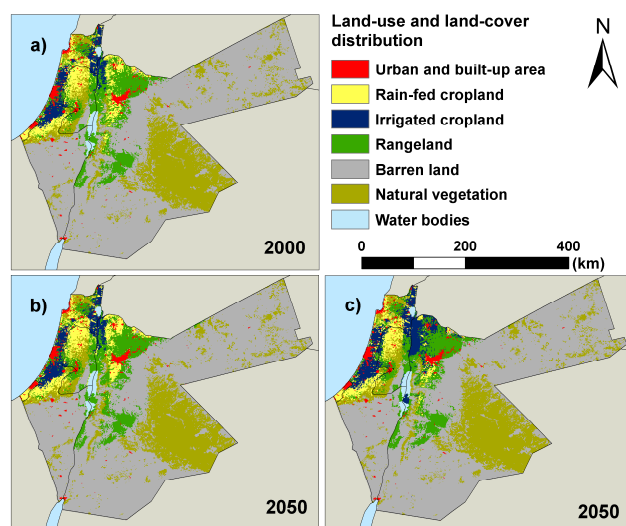 a)
2000
Land-use and land-cover
distribution
N
Urban and built-up area
Rain-fed cropland
Irrigated cropland
Rangeland
Barren land
Natural vegetation
Water bodies
0 200 400
(km)
b)
2050
c)
2050